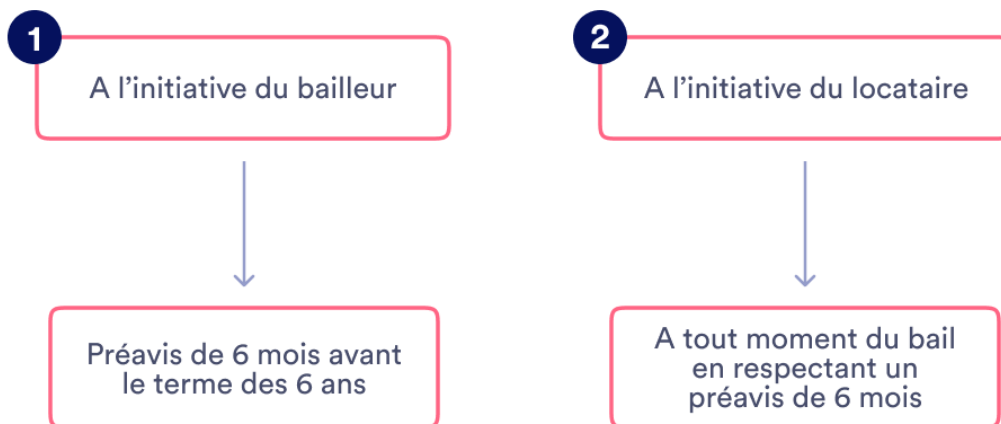 1
A l’initiative du bailleur
2
A l’initiative du locataire
Préavis de 6 mois avant
le terme des 6 ans
A tout moment du bail
en respectant un
préavis de 6 mois